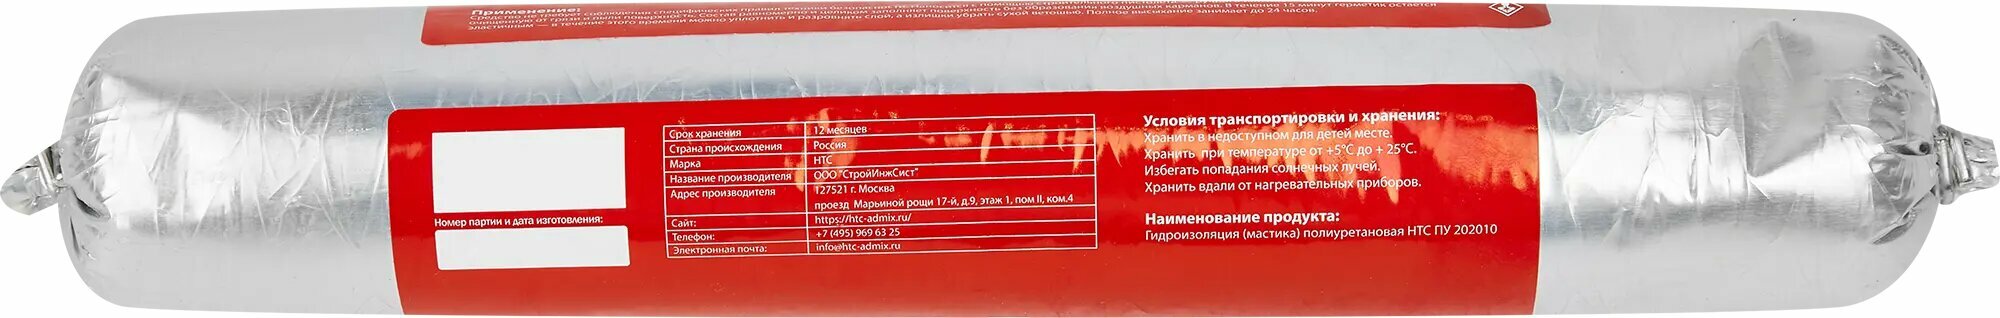 Применение:
Средство не требует соблюдения специфических правил техники безопасности. Наносится с помощью строительного пистолета
очищенную от грязи и пыли поверхность. Состав равномерно и целиком заполняет поверхность без образования воздушных карманов. В течение 15 минут герметик остается
эластичным — в течение этого времени можно уплотнить и разровнять слой, а излишки убрать сухой ветошью. Полное высыхание занимает до 24 часов.
Номер партии и дата изготовления:
Срок хранения 12 месяцев
Страна происхождения Россия
Марка НТС
Название производителя ООО "СтройИнжСист"
Адрес производителя 127521 г. Москва
проезд Марьиной рощи 17-й, д.9, этаж 1, пом II, ком.4
Сайт: https://htc-admix.ru/
Телефон: +7 (495) 969 63 25
Электронная почта: info@htc-admix.ru
Условия транспортировки и хранения:
Хранить в недоступном для детей месте.
Хранить при температуре от +5°С до + 25°С.
Избегать попадания солнечных лучей.
Хранить вдали от нагревательных приборов.
Наименование продукта:
Гидроизоляция (мастика) полиуретановая НТС ПУ 202010